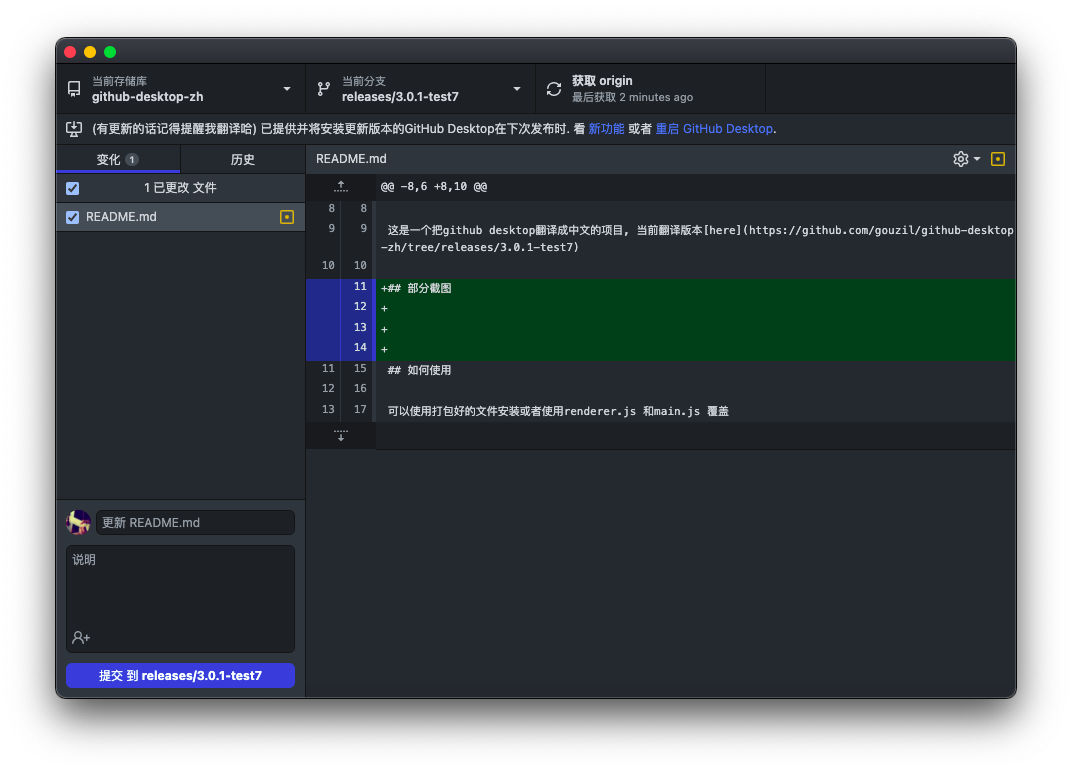 当前存储库
github-desktop-zh
当前分支
releases/3.0.1-test7
获取 origin
最后获取 2 minutes ago
(有更新的话记得提醒我翻译哈) 已提供并将安装更新版本的GitHub Desktop在下次发布时. 看 新功能 或者 重启 GitHub Desktop.
变化 1
历史
1 已更改 文件
README.md
更新 README.md
说明
提交 到 releases/3.0.1-test7
README.md
@@ -8,6 +8,10 @@
8 8
9 9 这是一个把github desktop翻译成中文的项目, 当前翻译版本[here](https://github.com/gouzil/github-desktop
-zh/tree/releases/3.0.1-test7)
10 10
11 +## 部分截图
12 +
13 +
14 +
11 15 ## 如何使用
12 16
13 17 可以使用打包好的文件安装或者使用renderer.js 和main.js 覆盖